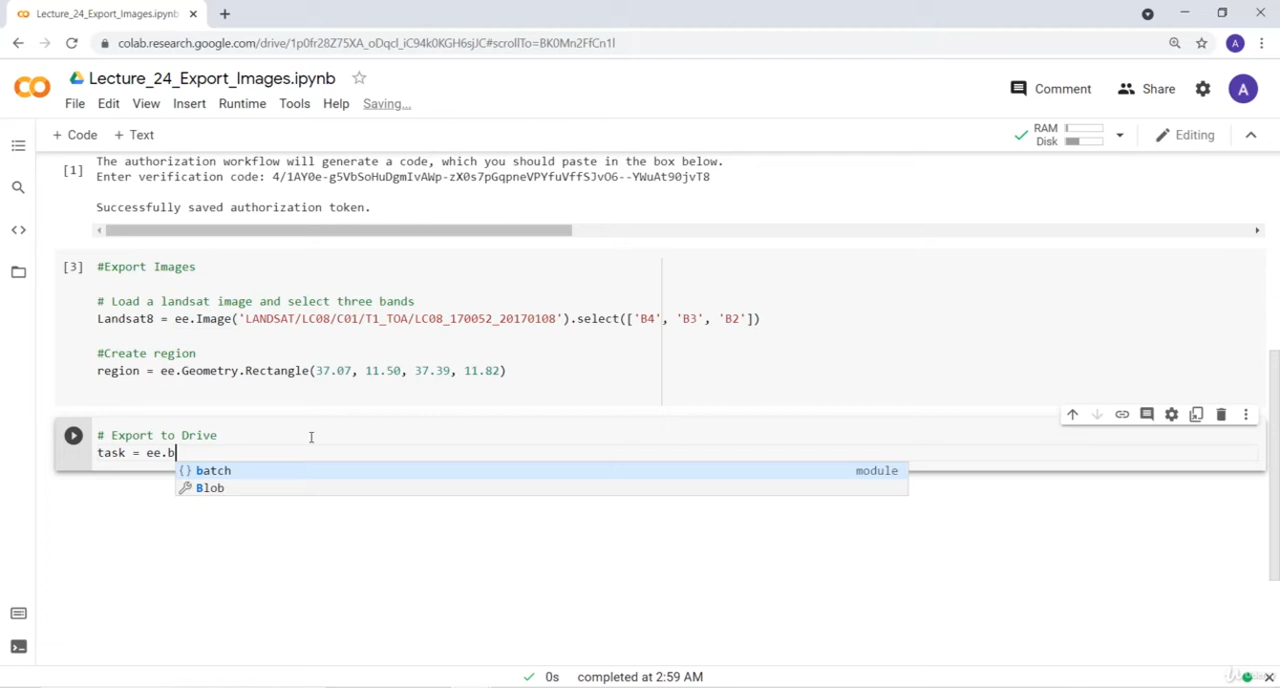 Lecture_24_Export_Images.ipynb
colab.research.google.com/drive/1p0fr28Z75XA_oDqcl_iC94k0KGH6sjJC#scrollTo=BK0Mn2FfCn1l
A
CO
Lecture_24_Export_Images.ipynb
Comment
Share
A
File Edit View Insert Runtime Tools Help Saving...
+ Code + Text
RAM
Disk
Editing
[1]
The authorization workflow will generate a code, which you should paste in the box below.
Enter verification code: 4/1AY0e-g5VbSoHuDgmIvAWp-zX0s7pGqpneVPYfuVffSJvO6--YWuAt90jvT8
Successfully saved authorization token.
[3] #Export Images
# Load a landsat image and select three bands
Landsat8 = ee.Image('LANDSAT/LC08/C01/T1_TOA/LC08_170052_20170108').select(['B4', 'B3', 'B2'])
#Create region
region = ee.Geometry.Rectangle(37.07, 11.50, 37.39, 11.82)
# Export to Drive
task = ee.b
{} batch module
Blob
0s completed at 2:59 AM